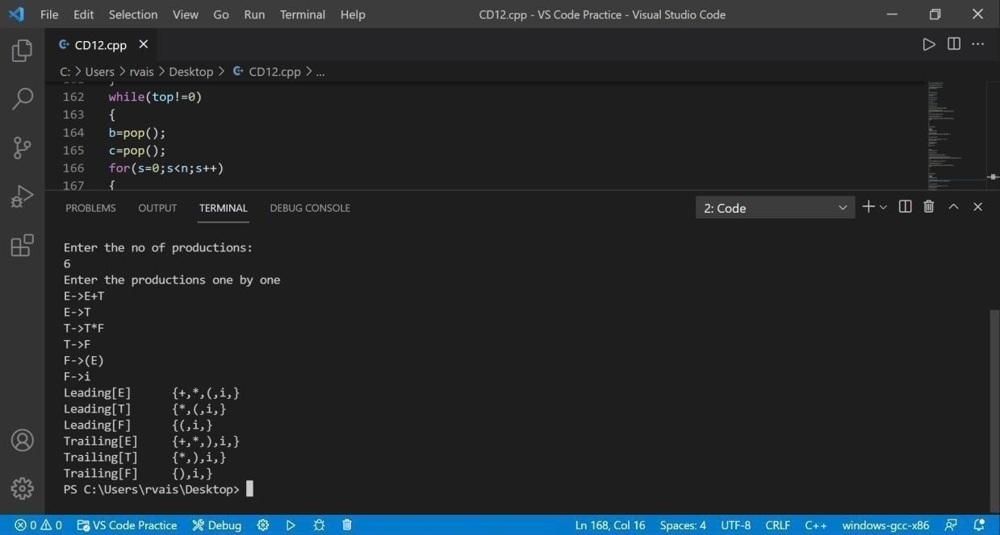 File Edit Selection View Go Run Terminal Help CD12.cpp - VS Code Practice - Visual Studio Code
CD12.cpp
C: > Users > rvais > Desktop > CD12.cpp > ...
162 while(top!=0)
163 {
164 b=pop();
165 c=pop();
166 for(s=0;s<n;s++)
167 {
PROBLEMS OUTPUT TERMINAL DEBUG CONSOLE 2: Code
Enter the no of productions:
6
Enter the productions one by one
E->E+T
E->T
T->T*F
T->F
F->(E)
F->i
Leading[E] {+,*,(,i,}
Leading[T] {*,(,i,}
Leading[F] {(,i,}
Trailing[E] {+,*,),i,}
Trailing[T] {*,),i,}
Trailing[F] {),i,}
PS C:\Users\rvais\Desktop>
0 0 VS Code Practice Debug Ln 168, Col 16 Spaces: 4 UTF-8 CRLF C++ windows-gcc-x86